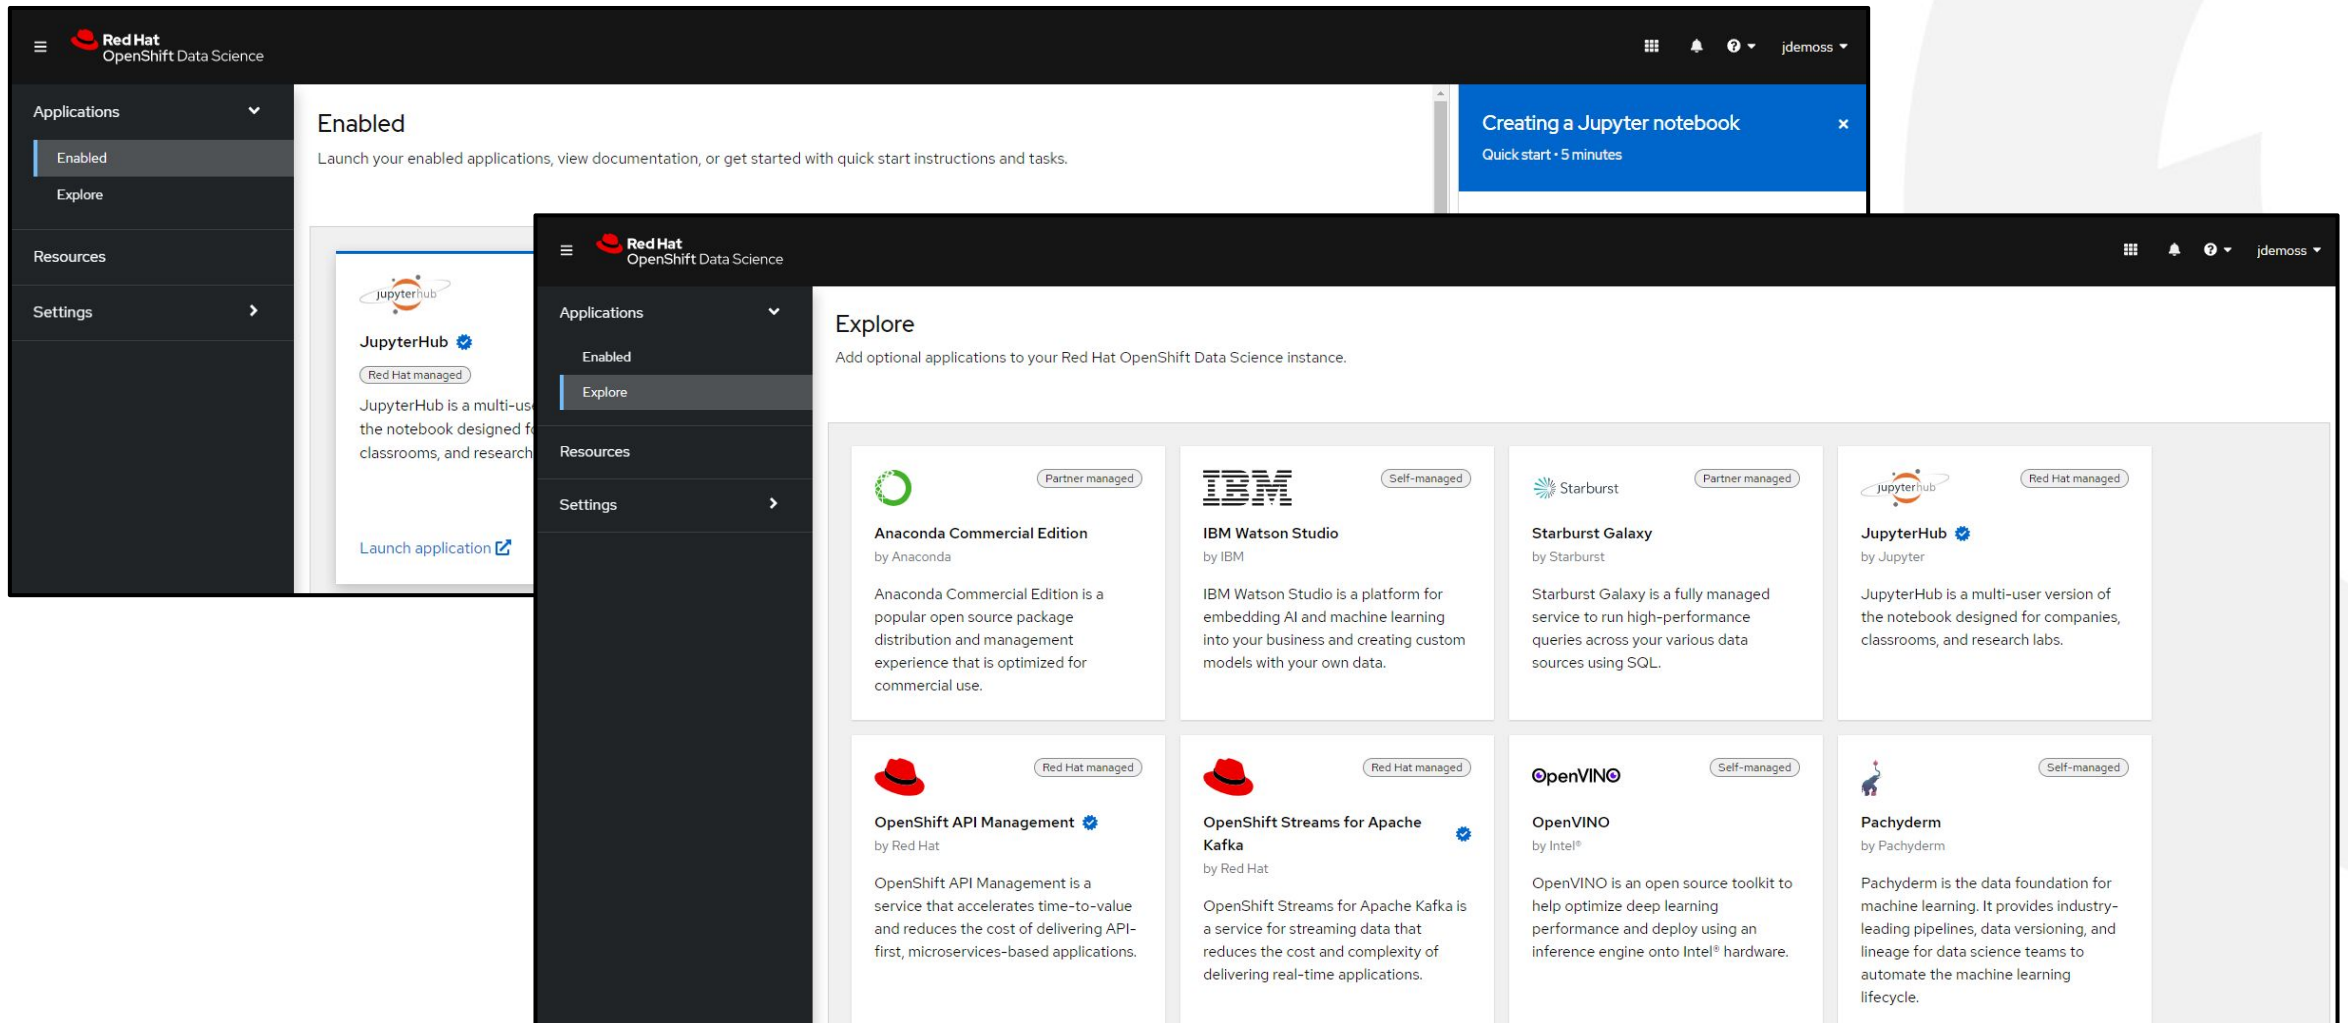 Red Hat
OpenShift Data Science
jdemoss
Applications
Enabled
Explore
Resources
Settings
Enabled
Launch your enabled applications, view documentation, or get started with quick start instructions and tasks.
jupyterhub
JupyterHub
Red Hat managed
JupyterHub is a multi-use
the notebook designed fo
classrooms, and research
Launch application
Creating a Jupyter notebook
Quick start • 5 minutes
Red Hat
OpenShift Data Science
jdemoss
Applications
Enabled
Explore
Resources
Settings
Explore
Add optional applications to your Red Hat OpenShift Data Science instance.
Partner managed
Anaconda Commercial Edition
by Anaconda
Anaconda Commercial Edition is a
popular open source package
distribution and management
experience that is optimized for
commercial use.
IBM
Self-managed
IBM Watson Studio
by IBM
IBM Watson Studio is a platform for
embedding AI and machine learning
into your business and creating custom
models with your own data.
Starburst
Partner managed
Starburst Galaxy
by Starburst
Starburst Galaxy is a fully managed
service to run high-performance
queries across your various data
sources using SQL.
jupyterhub
Red Hat managed
JupyterHub
by Jupyter
JupyterHub is a multi-user version of
the notebook designed for companies,
classrooms, and research labs.
Red Hat managed
OpenShift API Management
by Red Hat
OpenShift API Management is a
service that accelerates time-to-value
and reduces the cost of delivering API-
first, microservices-based applications.
Red Hat managed
OpenShift Streams for Apache
Kafka
by Red Hat
OpenShift Streams for Apache Kafka is
a service for streaming data that
reduces the cost and complexity of
delivering real-time applications.
OpenVINO
Self-managed
OpenVINO
by Intel®
OpenVINO is an open source toolkit to
help optimize deep learning
performance and deploy using an
inference engine onto Intel® hardware.
Self-managed
Pachyderm
by Pachyderm
Pachyderm is the data foundation for
machine learning. It provides industry-
leading pipelines, data versioning, and
lineage for data science teams to
automate the machine learning
lifecycle.